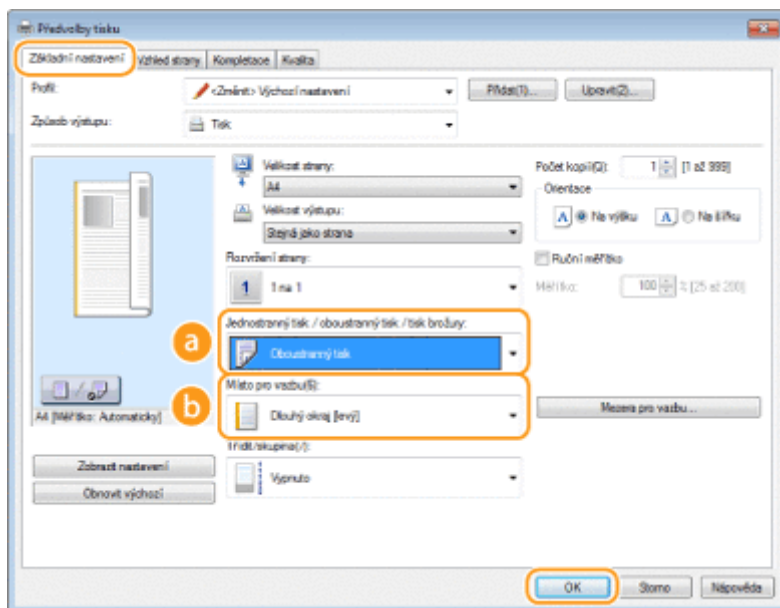 Předvolby tisku
Základní nastavení Vzhled strany Kompletace Kvalita
Profil: <Změnit> Výchozí nastavení Přidat(1)... Upravit(2)...
Způsob výstupu: Tisk
Velikost strany:
A4
Velikost výstupu:
Stejná jako strana
Rozvržení strany:
1 1 na 1
Počet kopií(Q): 1 [1 až 999]
Orientace
A Na výšku A Na šířku
Ruční měřítko
Měřítko: 100 % [25 až 200]
a
Jednostranný tisk / oboustranný tisk / tisk brožury:
Oboustranný tisk
b
Místo pro vazbu(§):
Dlouhý okraj [levý]
Mezera pro vazbu...
A4 [Měřítko: Automaticky]
Třídit/skupina(/):
Vypnuto
Zobrazit nastavení
Obnovit výchozí
OK Storno Nápověda